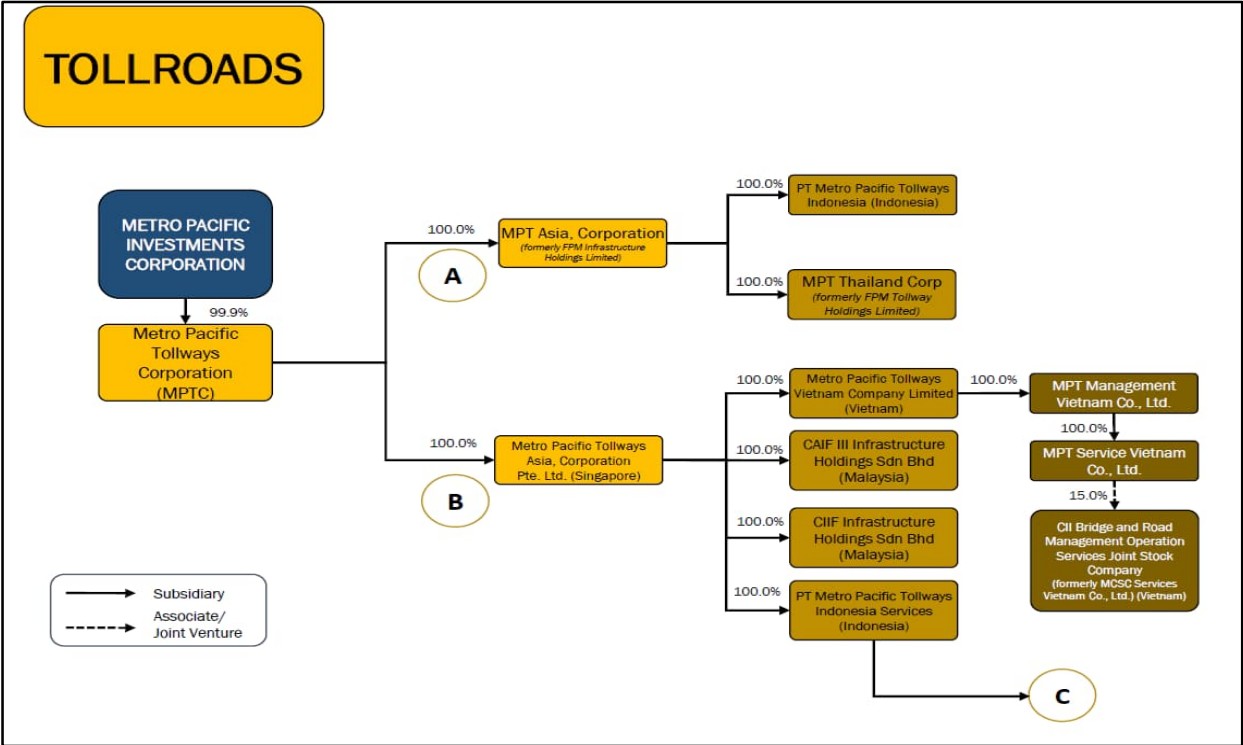 TOLLROADS
METRO PACIFIC
INVESTMENTS
CORPORATION
99.9%
Metro Pacific
Tollways
Corporation
(MPTC)
100.0%
A
MPT Asia, Corporation
(formerly FPM Infrastructure
Holdings Limited)
100.0%
PT Metro Pacific Tollways
Indonesia (Indonesia)
100.0%
MPT Thailand Corp
(formerly FPM Tollway
Holdings Limited)
100.0%
B
Metro Pacific Tollways
Asia, Corporation
Pte. Ltd. (Singapore)
100.0%
Metro Pacific Tollways
Vietnam Company Limited
(Vietnam)
100.0%
MPT Management
Vietnam Co., Ltd.
100.0%
MPT Service Vietnam
Co., Ltd.
15.0%
CII Bridge and Road
Management Operation
Services Joint Stock
Company
(formerly MCSC Services
Vietnam Co., Ltd.) (Vietnam)
100.0%
CAIF III Infrastructure
Holdings Sdn Bhd
(Malaysia)
100.0%
CIIF Infrastructure
Holdings Sdn Bhd
(Malaysia)
100.0%
PT Metro Pacific Tollways
Indonesia Services
(Indonesia)
C
Subsidiary
Associate/
Joint Venture